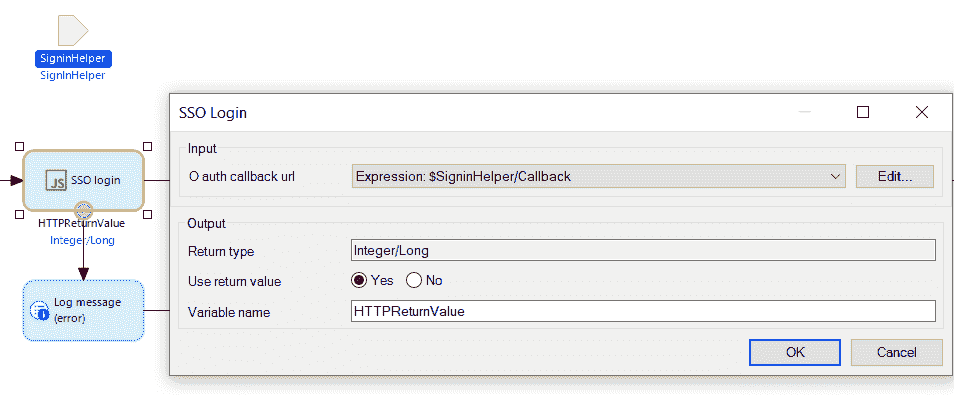 SigninHelper
SignInHelper
JS SSO login
HTTPReturnValue
Integer/Long
Log message
(error)
SSO Login
Input
O auth callback url
Expression: $SigninHelper/Callback
Edit...
Output
Return type
Integer/Long
Use return value
Yes
No
Variable name
HTTPReturnValue
OK
Cancel